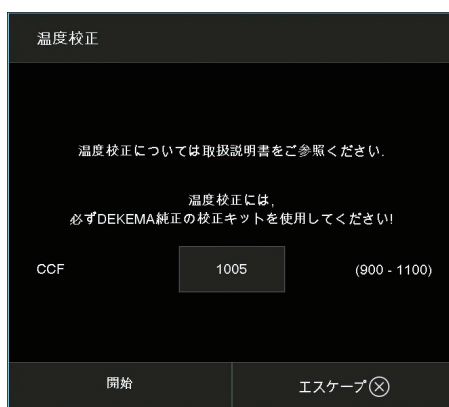 温度校正
温度校正については取扱説明書をご参照ください.
温度校正には,
必ずDEKEMA純正の校正キットを使用してください!
CCF 1005 (900 - 1100)
開始 エスケープ